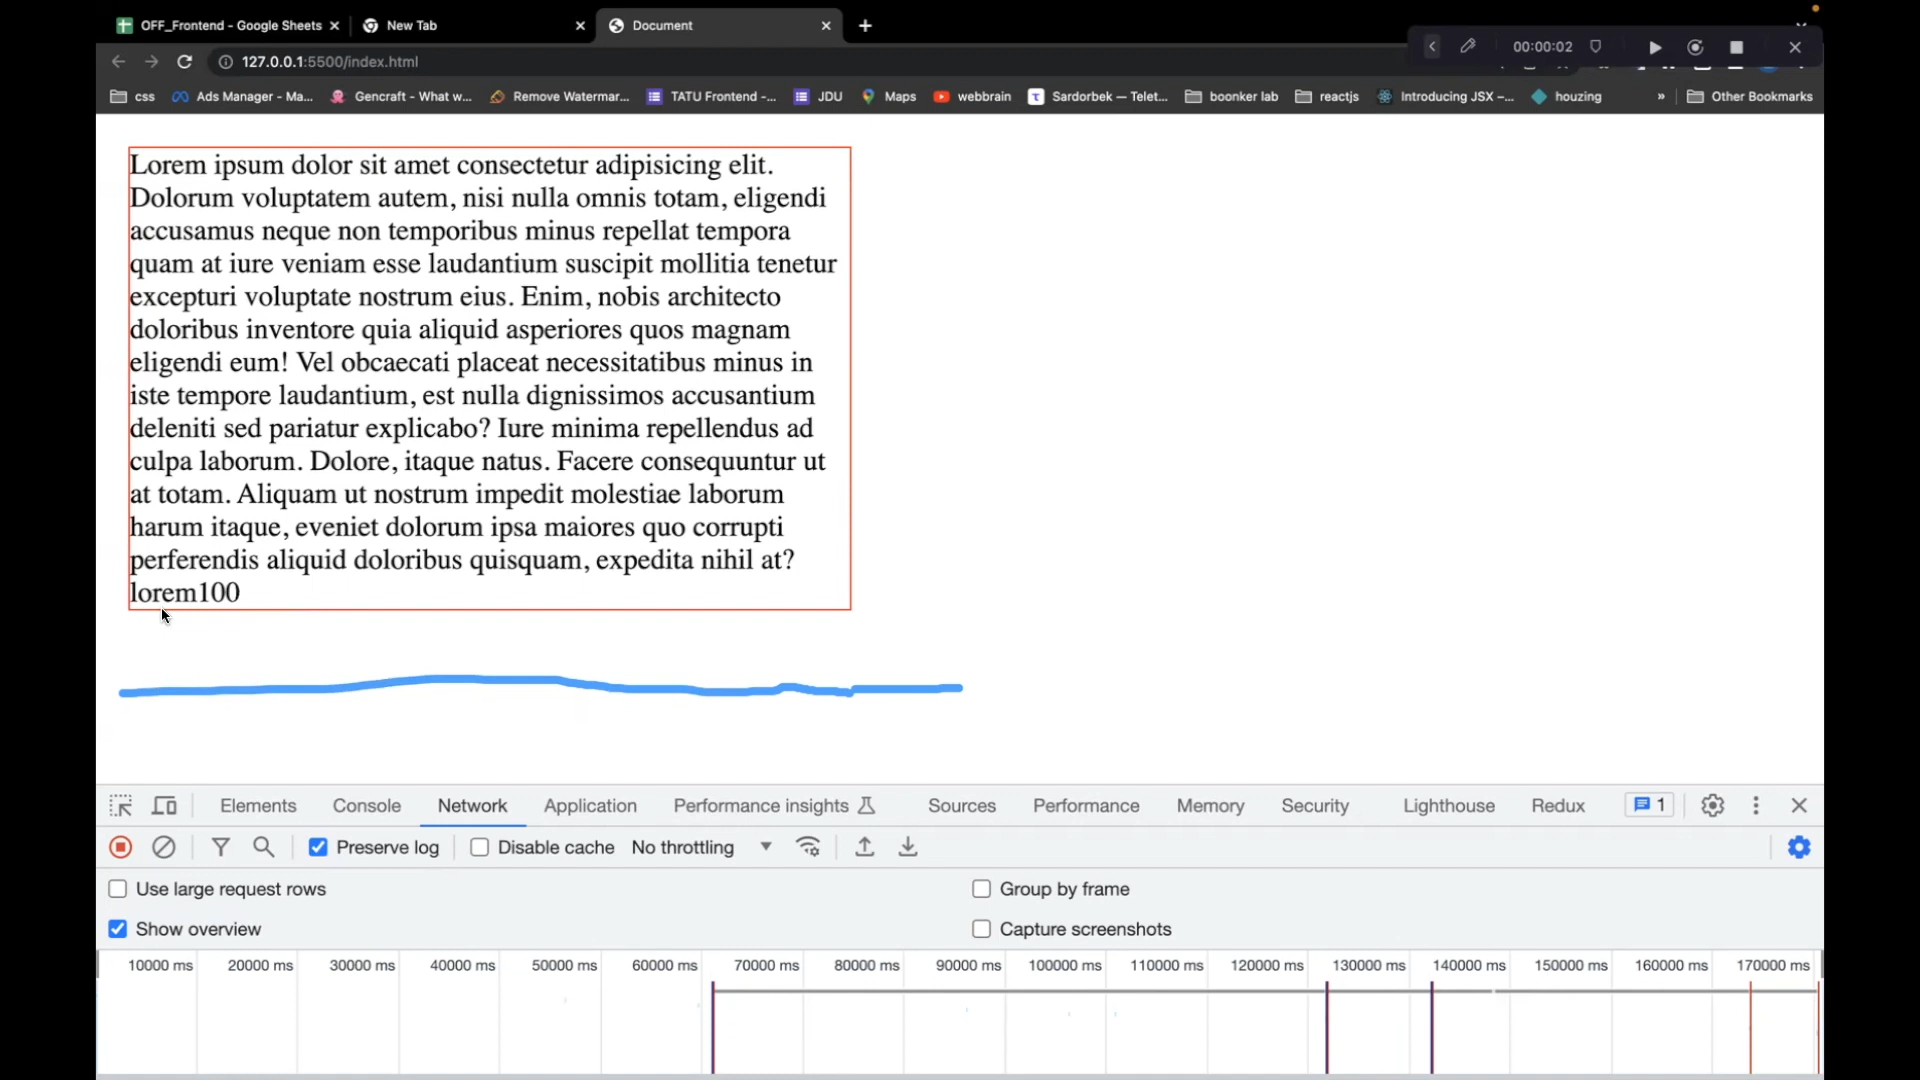 OFF_Frontend - Google Sheets
New Tab
Document
127.0.0.1:5500/index.html
00:00:02
css
Ads Manager - Ma...
Gencraft - What w...
Remove Watermar...
TATU Frontend -...
JDU
Maps
webbrain
Sardorbek — Telet...
boonker lab
reactjs
Introducing JSX –...
houzing
»
Other Bookmarks
Lorem ipsum dolor sit amet consectetur adipisicing elit.
Dolorum voluptatem autem, nisi nulla omnis totam, eligendi
accusamus neque non temporibus minus repellat tempora
quam at iure veniam esse laudantium suscipit mollitia tenetur
excepturi voluptate nostrum eius. Enim, nobis architecto
doloribus inventore quia aliquid asperiores quos magnam
eligendi eum! Vel obcaecati placeat necessitatibus minus in
iste tempore laudantium, est nulla dignissimos accusantium
deleniti sed pariatur explicabo? Iure minima repellendus ad
culpa laborum. Dolore, itaque natus. Facere consequuntur ut
at totam. Aliquam ut nostrum impedit molestiae laborum
harum itaque, eveniet dolorum ipsa maiores quo corrupti
perferendis aliquid doloribus quisquam, expedita nihil at?
lorem100
Elements
Console
Network
Application
Performance insights
Sources
Performance
Memory
Security
Lighthouse
Redux
1
Preserve log
Disable cache
No throttling
Use large request rows
Group by frame
Show overview
Capture screenshots
10000 ms
20000 ms
30000 ms
40000 ms
50000 ms
60000 ms
70000 ms
80000 ms
90000 ms
100000 ms
110000 ms
120000 ms
130000 ms
140000 ms
150000 ms
160000 ms
170000 ms